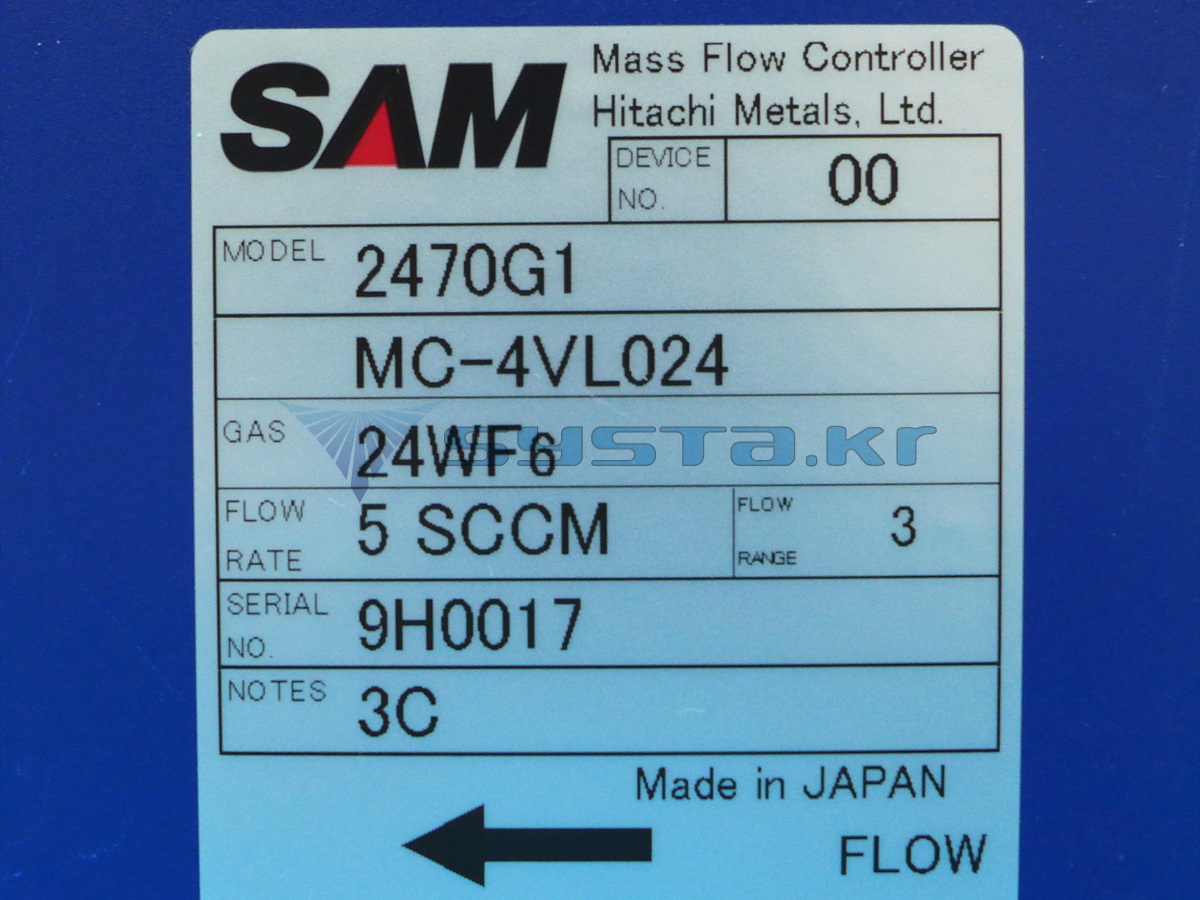 SAM
Mass Flow Controller
Hitachi Metals, Ltd.
DEVICE NO. 00
MODEL 2470G1
MC-4VL024
GAS 24WF6
systa.kr
FLOW RATE 5 SCCM
FLOW RANGE 3
SERIAL NO. 9H0017
NOTES 3C
Made in JAPAN
FLOW